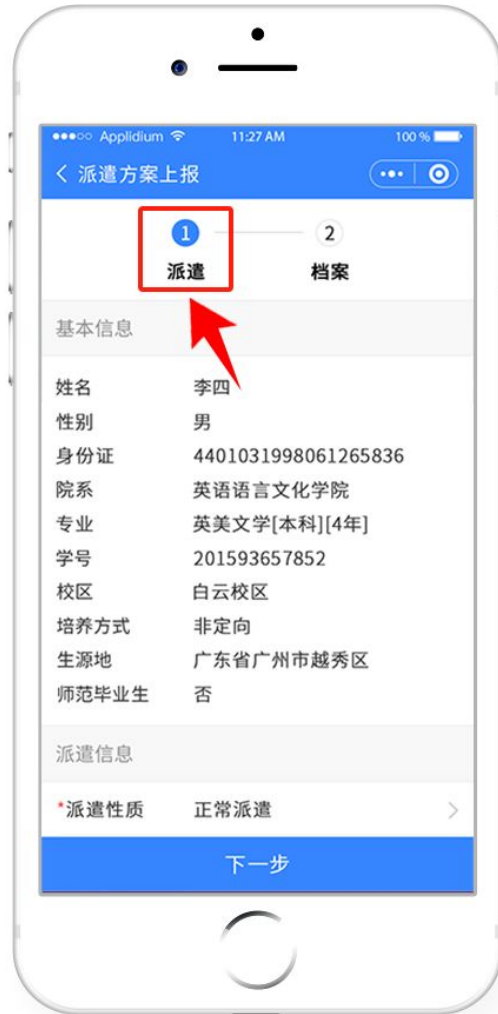 Applidium 11:27 AM 100 %
派遣方案上报
1 2
派遣 档案
基本信息
姓名 李四
性别 男
身份证 4401031998061265836
院系 英语语言文化学院
专业 英美文学[本科][4年]
学号 201593657852
校区 白云校区
培养方式 非定向
生源地 广东省广州市越秀区
师范毕业生 否
派遣信息
*派遣性质 正常派遣
下一步